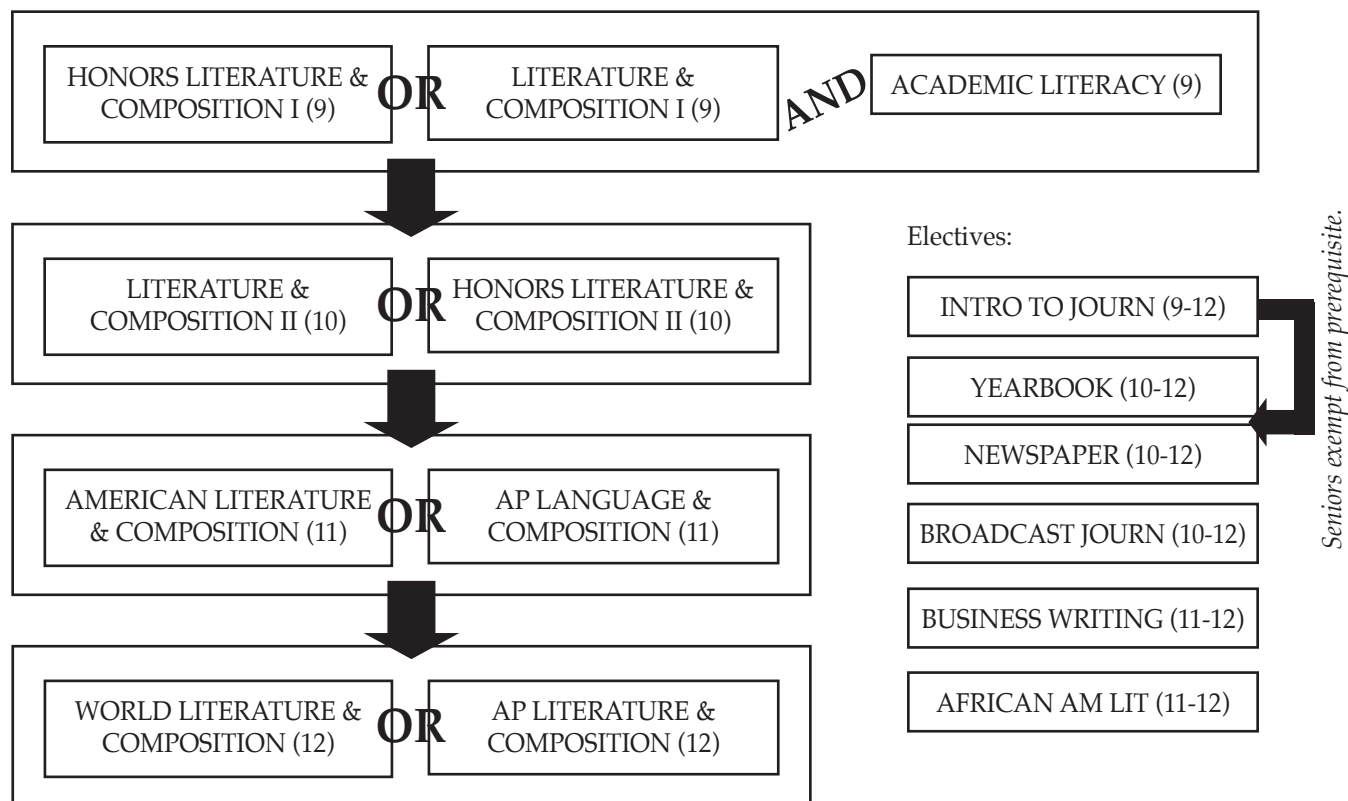 HONORS LITERATURE &
COMPOSITION I (9)
OR
LITERATURE &
COMPOSITION I (9)
AND
ACADEMIC LITERACY (9)
LITERATURE &
COMPOSITION II (10)
OR
HONORS LITERATURE &
COMPOSITION II (10)
AMERICAN LITERATURE
& COMPOSITION (11)
OR
AP LANGUAGE &
COMPOSITION (11)
WORLD LITERATURE &
COMPOSITION (12)
OR
AP LITERATURE &
COMPOSITION (12)
Electives:
INTRO TO JOURN (9-12)
YEARBOOK (10-12)
NEWSPAPER (10-12)
BROADCAST JOURN (10-12)
BUSINESS WRITING (11-12)
AFRICAN AM LIT (11-12)
Seniors exempt from prerequisite.